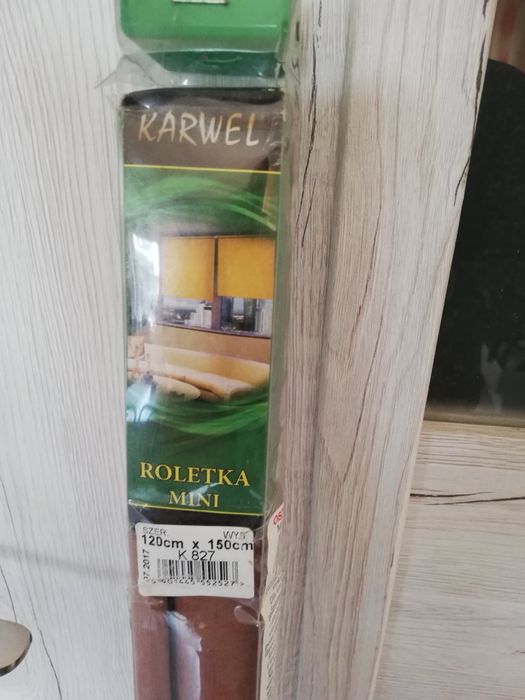 KARWEL
ROLETKA
MINI
SZER. WYS.
120cm x 150cm
K 827
07.2017